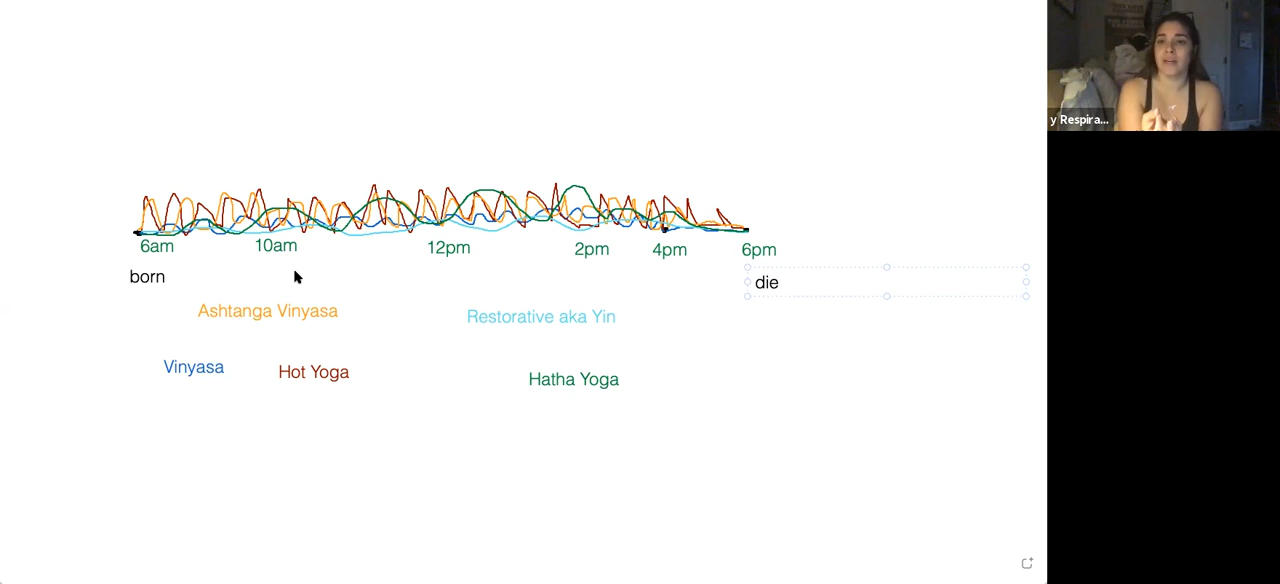 y Respira...
6am
10am
12pm
2pm
4pm
6pm
born
die
Ashtanga Vinyasa
Restorative aka Yin
Vinyasa
Hot Yoga
Hatha Yoga